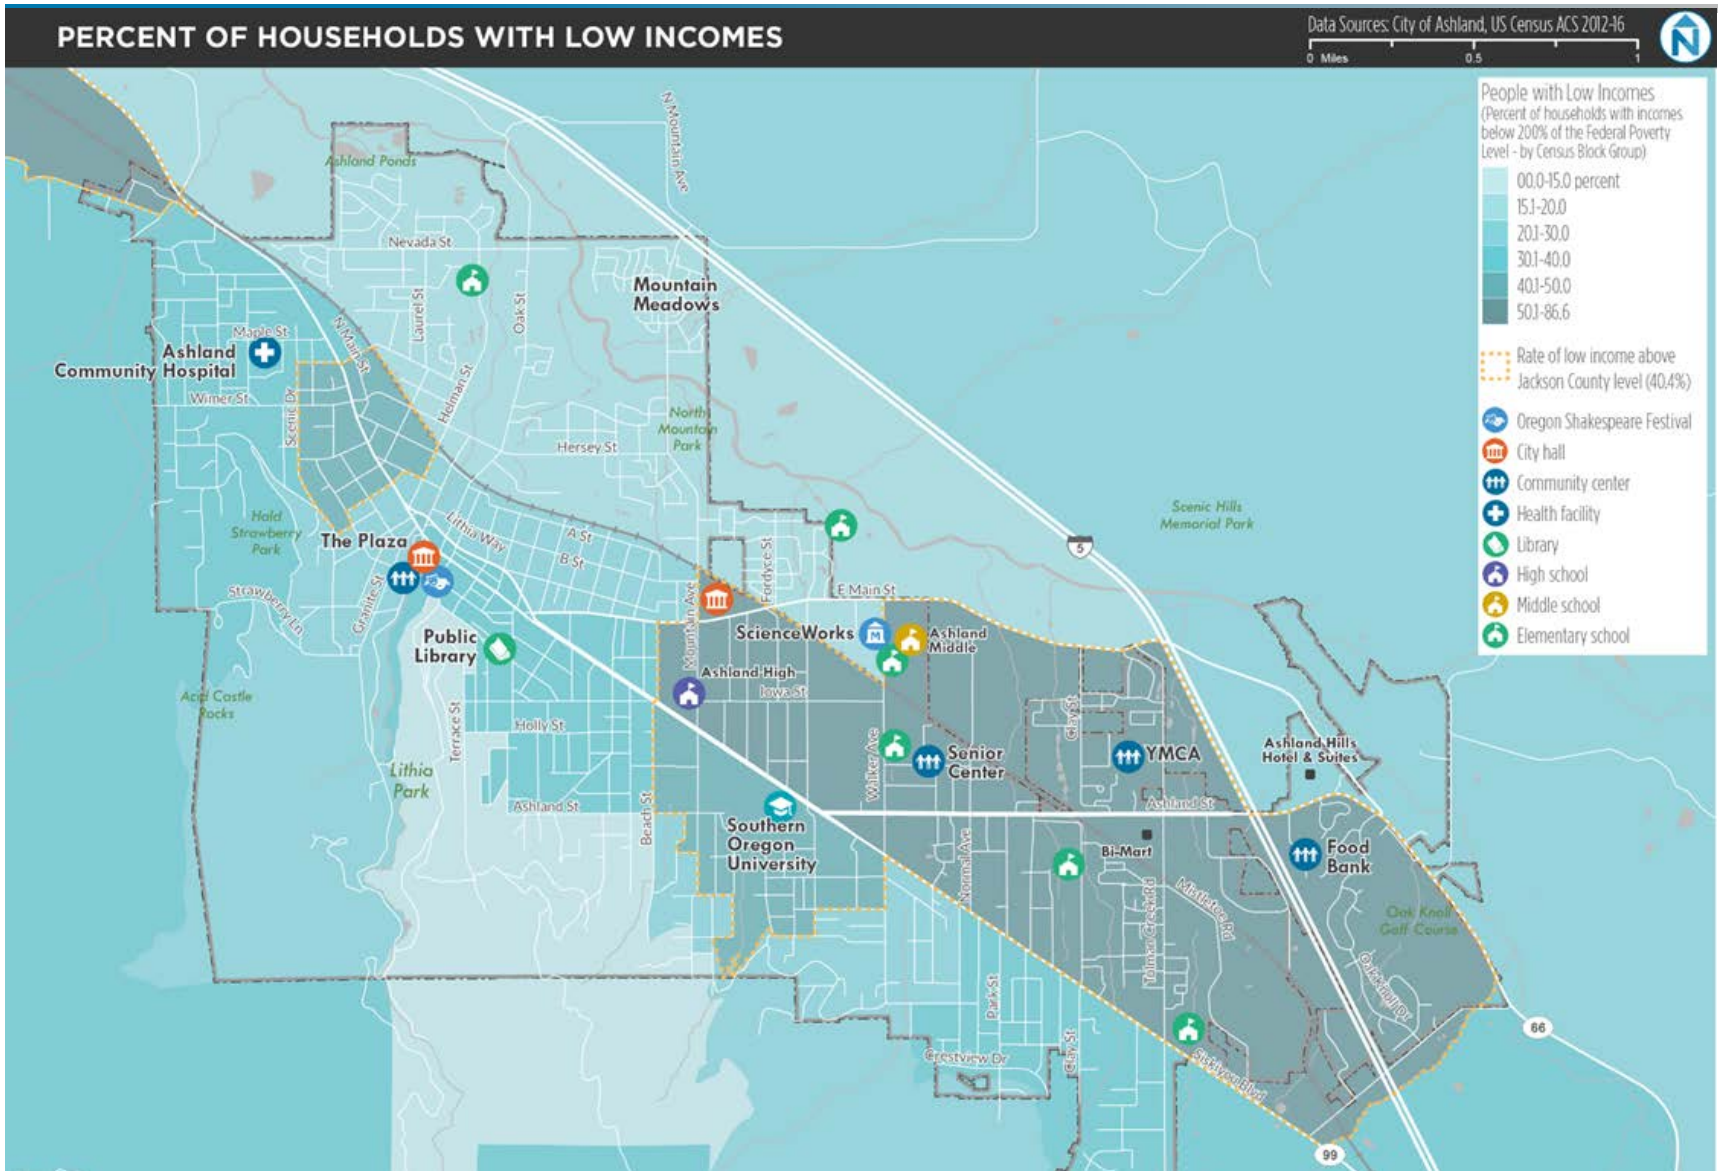 PERCENT OF HOUSEHOLDS WITH LOW INCOMES
Data Sources: City of Ashland, US Census ACS 2012-16
0 Miles
0.5
1
N
People with Low Incomes
(Percent of households with incomes
below 200% of the Federal Poverty
Level - by Census Block Group)
00.0-15.0 percent
15.1-20.0
20.1-30.0
30.1-40.0
40.1-50.0
50.1-86.6
Rate of low income above
Jackson County level (40.4%)
Oregon Shakespeare Festival
City hall
Community center
Health facility
Library
High school
Middle school
Elementary school
N Mountain Ave
Ashland Ponds
Nevada St
Mountain
Meadows
Laurel St
Oak St
Maple St
N Main St
Ashland
Community Hospital
Wimer St
Scenic Dr
Helman St
North
Mountain
Park
Hersey St
Scenic Hills
Memorial Park
5
Hald
Strawberry
Park
The Plaza
Lithia Way
A St
B St
Fordyce St
E Main St
Strawberry Ln
Granite St
Mountain Ave
Public
Library
ScienceWorks
M
Ashland
Middle
Ashland High
Iowa St
Acid Castle
Rocks
Terrace St
Holly St
Clay St
Walker Ave
Senior
Center
YMCA
Ashland Hills
Hotel & Suites
Lithia
Park
Ashland St
Ashland St
Beach St
Southern
Oregon
University
Bi-Mart
Food
Bank
Normal Ave
Tolman Creek Rd
Mistletoe Rd
Oak Knoll
Golf Course
Oak Knoll Dr
Park St
Clay St
Crestview Dr
Siskiyou Blvd
66
99